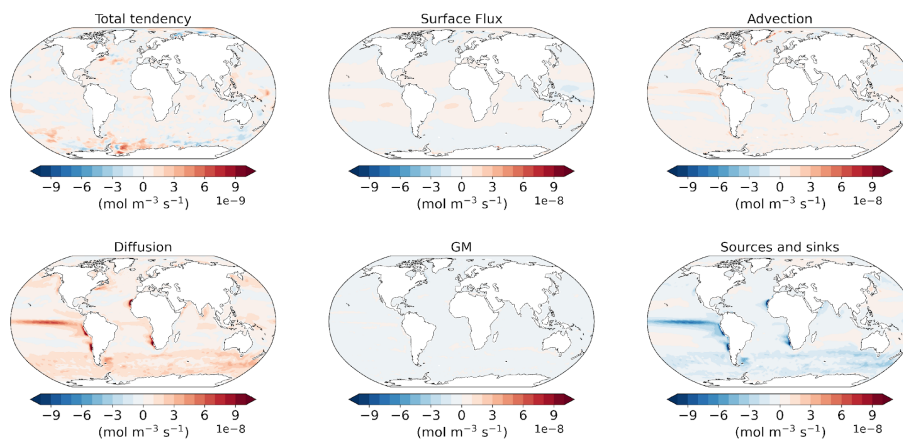 Total tendency
Surface Flux
Advection
−9 −6 −3 0 3 6 9
(mol m⁻³ s⁻¹) 1e−9
−9 −6 −3 0 3 6 9
(mol m⁻³ s⁻¹) 1e−8
−9 −6 −3 0 3 6 9
(mol m⁻³ s⁻¹) 1e−8
Diffusion
GM
Sources and sinks
−9 −6 −3 0 3 6 9
(mol m⁻³ s⁻¹) 1e−8
−9 −6 −3 0 3 6 9
(mol m⁻³ s⁻¹) 1e−8
−9 −6 −3 0 3 6 9
(mol m⁻³ s⁻¹) 1e−8